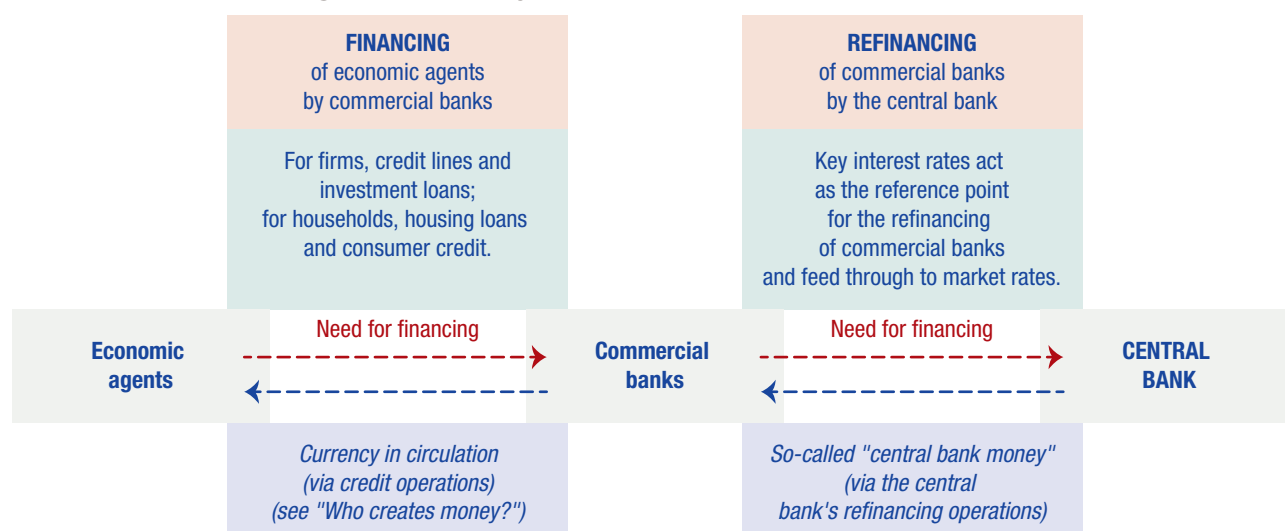 FINANCING
of economic agents
by commercial banks
REFINANCING
of commercial banks
by the central bank
For firms, credit lines and
investment loans;
for households, housing loans
and consumer credit.
Key interest rates act
as the reference point
for the refinancing
of commercial banks
and feed through to market rates.
Economic
agents
Need for financing
Commercial
banks
Need for financing
CENTRAL
BANK
Currency in circulation
(via credit operations)
(see "Who creates money?")
So-called "central bank money"
(via the central
bank's refinancing operations)